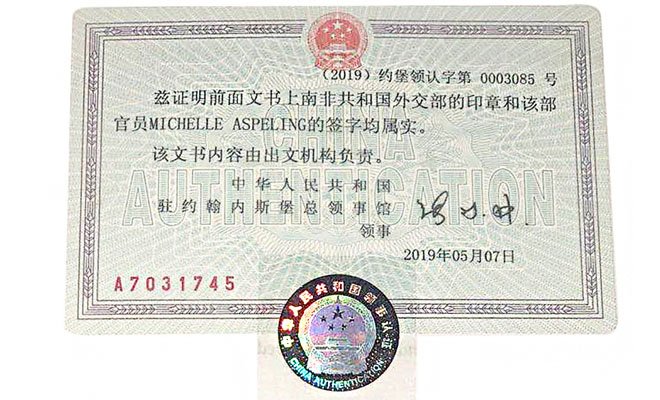 （2019）约堡领认字第 0003085 号
兹证明前面文书上南非共和国外交部的印章和该部
官员MICHELLE ASPELING的签字均属实。
该文书内容由出文机构负责。
CHINA
AUTHENTICATION
中华人民共和国
驻约翰内斯堡总领事馆
领事
2019年05月07日
A7031745
中华人民共和国领事认证
CHINA AUTHENTICATION